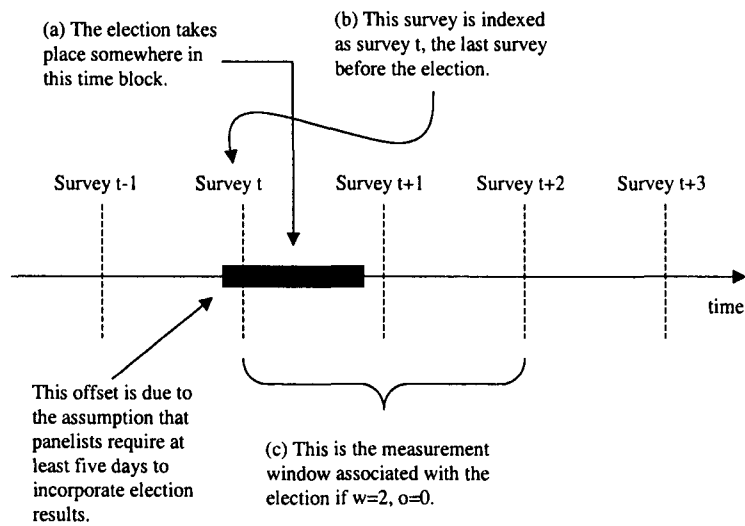 (a) The election takes
place somewhere in
this time block.
(b) This survey is indexed
as survey t, the last survey
before the election.
Survey t-1
Survey t
Survey t+1
Survey t+2
Survey t+3
time
This offset is due to
the assumption that
panelists require at
least five days to
incorporate election
results.
(c) This is the measurement
window associated with the
election if w=2, o=0.